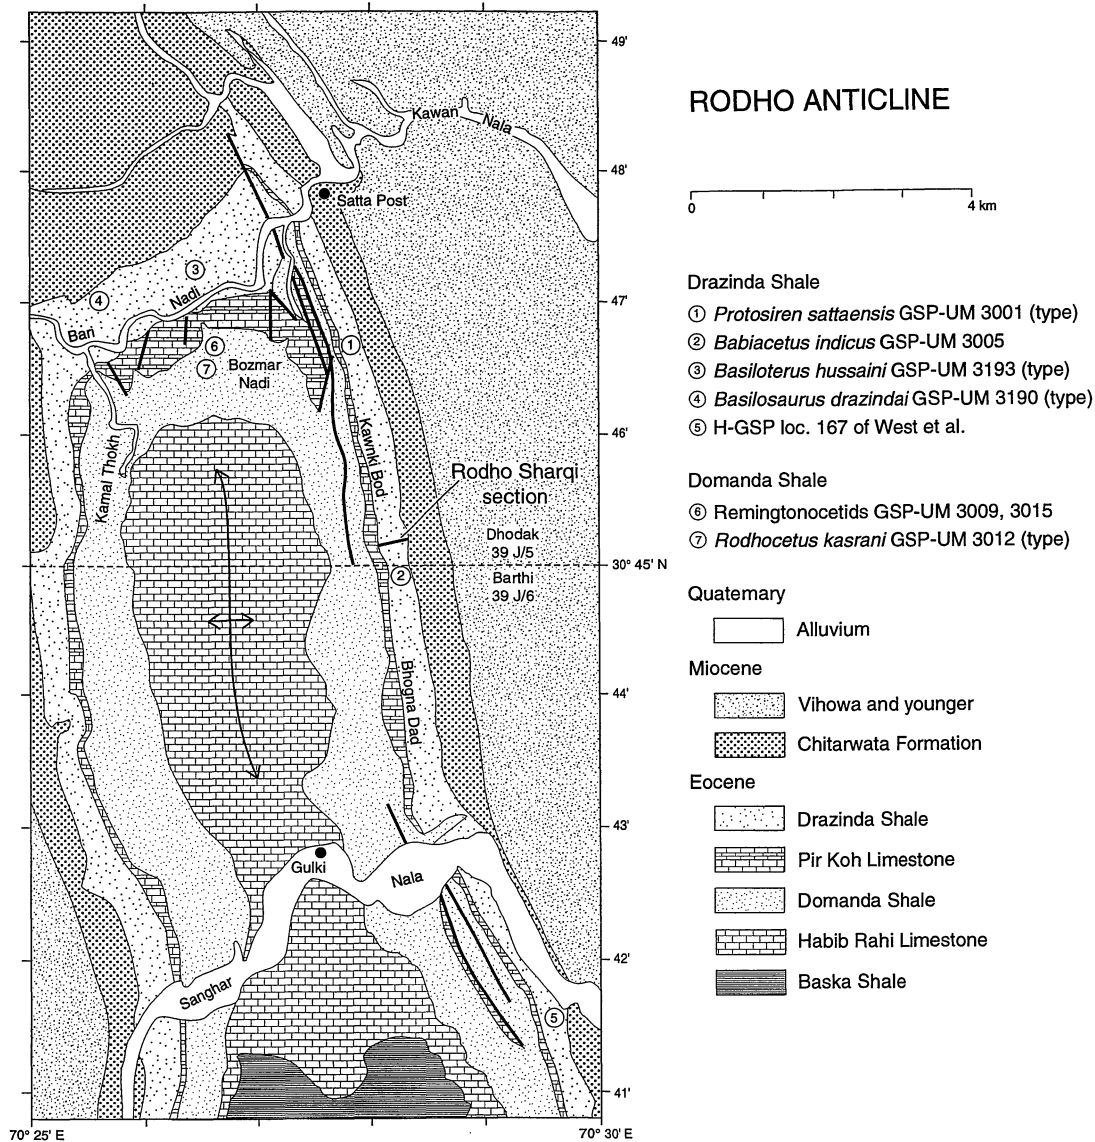 RODHO ANTICLINE
0 4 km
Drazinda Shale
① Protosiren sattaensis GSP-UM 3001 (type)
② Babiacetus indicus GSP-UM 3005
③ Basiloterus hussaini GSP-UM 3193 (type)
④ Basilosaurus drazindai GSP-UM 3190 (type)
⑤ H-GSP loc. 167 of West et al.
Domanda Shale
⑥ Remingtonocetids GSP-UM 3009, 3015
⑦ Rodhocetus kasrani GSP-UM 3012 (type)
Quaternary
Alluvium
Miocene
Vihowa and younger
Chitarwata Formation
Eocene
Drazinda Shale
Pir Koh Limestone
Domanda Shale
Habib Rahi Limestone
Baska Shale
49'
48'
47'
46'
30° 45' N
44'
43'
42'
41'
70° 25' E
70° 30' E
Kawan Nala
Satta Post
③
④
Bari Nadi
①
⑥
⑦
Bozmar
Nadi
Kamal Thokh
Kawnki Bod
Rodho Sharqi
section
Dhodak
39 J/5
Barthi
39 J/6
②
Bhogna Dad
Gulki
Sanghar Nala
⑤